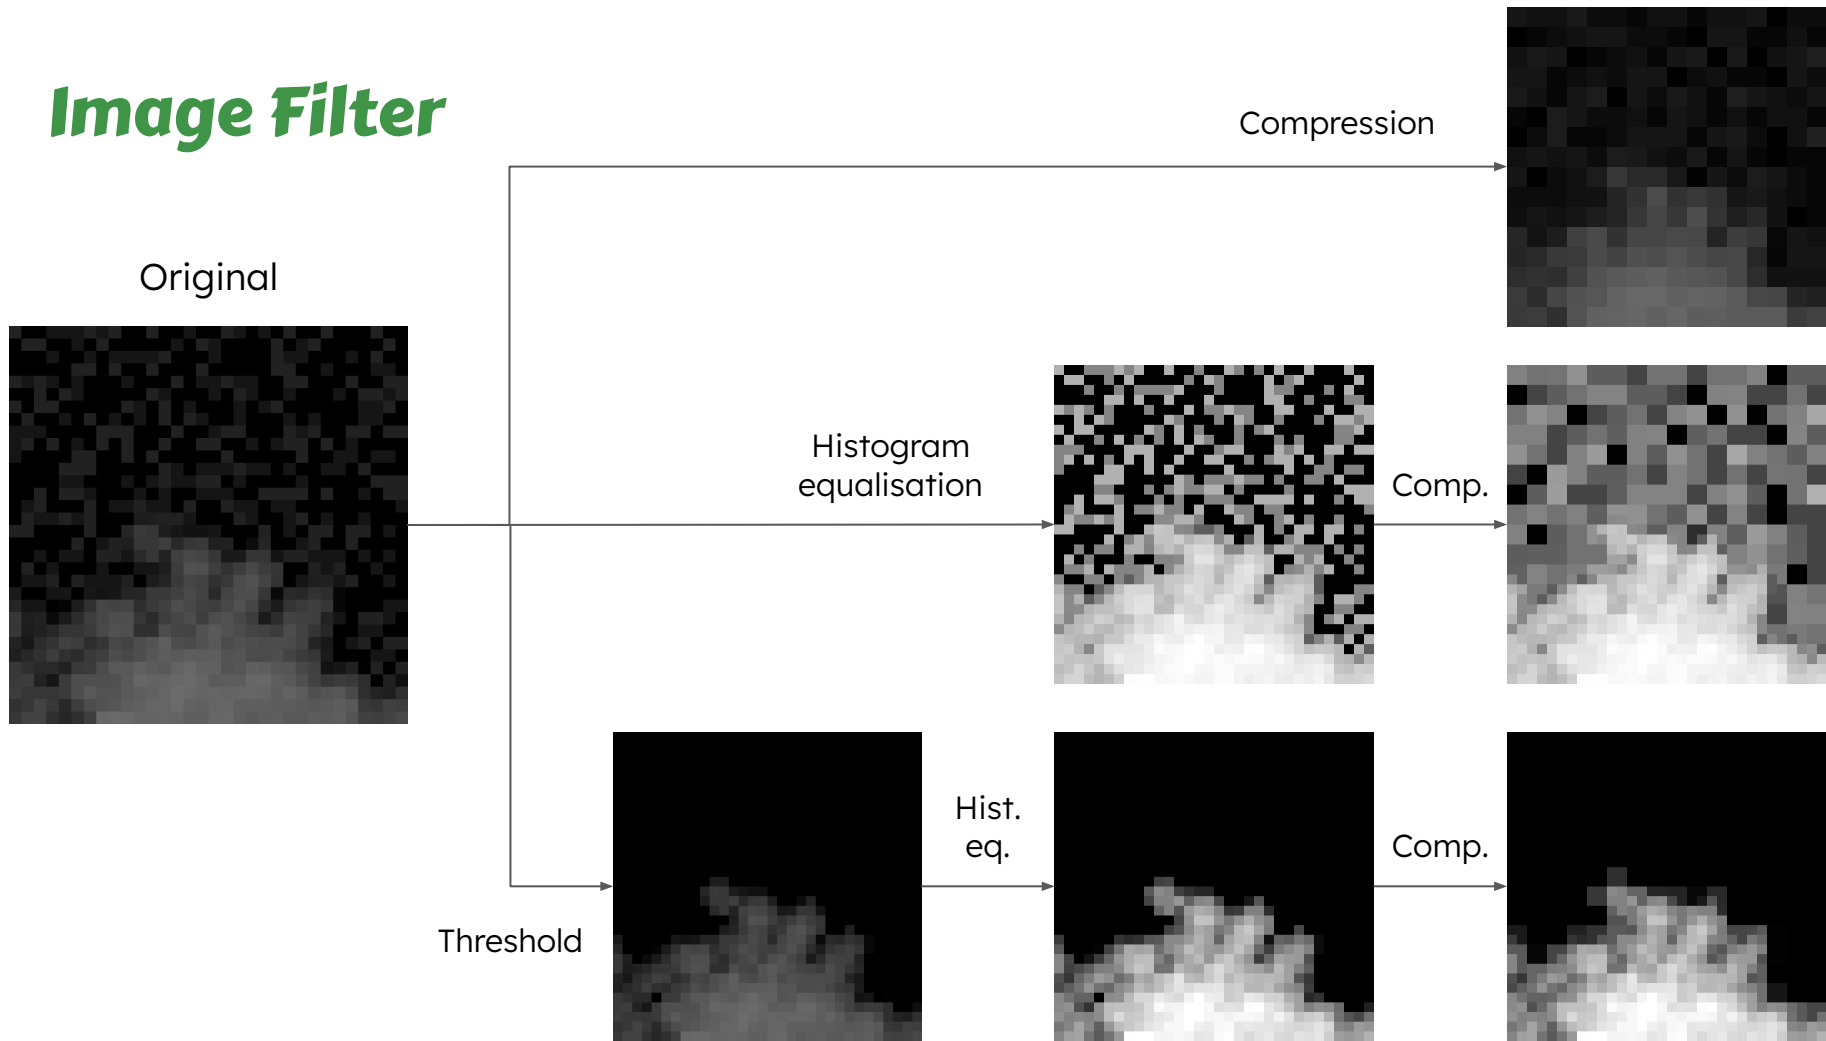 Image Filter
Compression
Original
Histogram
equalisation
Comp.
Hist.
eq.
Comp.
Threshold